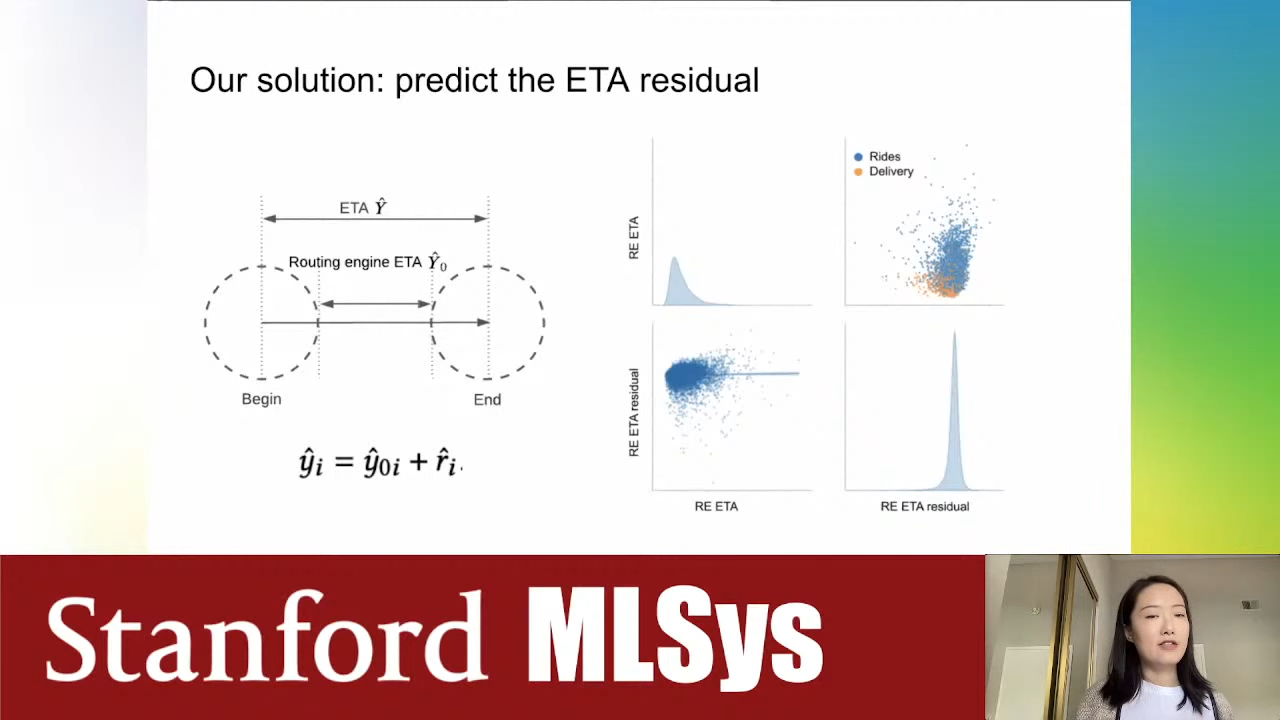 Our solution: predict the ETA residual
ETA Ŷ
Routing engine ETA Ŷ₀
Begin
End
ŷᵢ = ŷ₀ᵢ + r̂ᵢ.
RE ETA
Rides
Delivery
RE ETA residual
RE ETA
RE ETA residual
Stanford MLSys